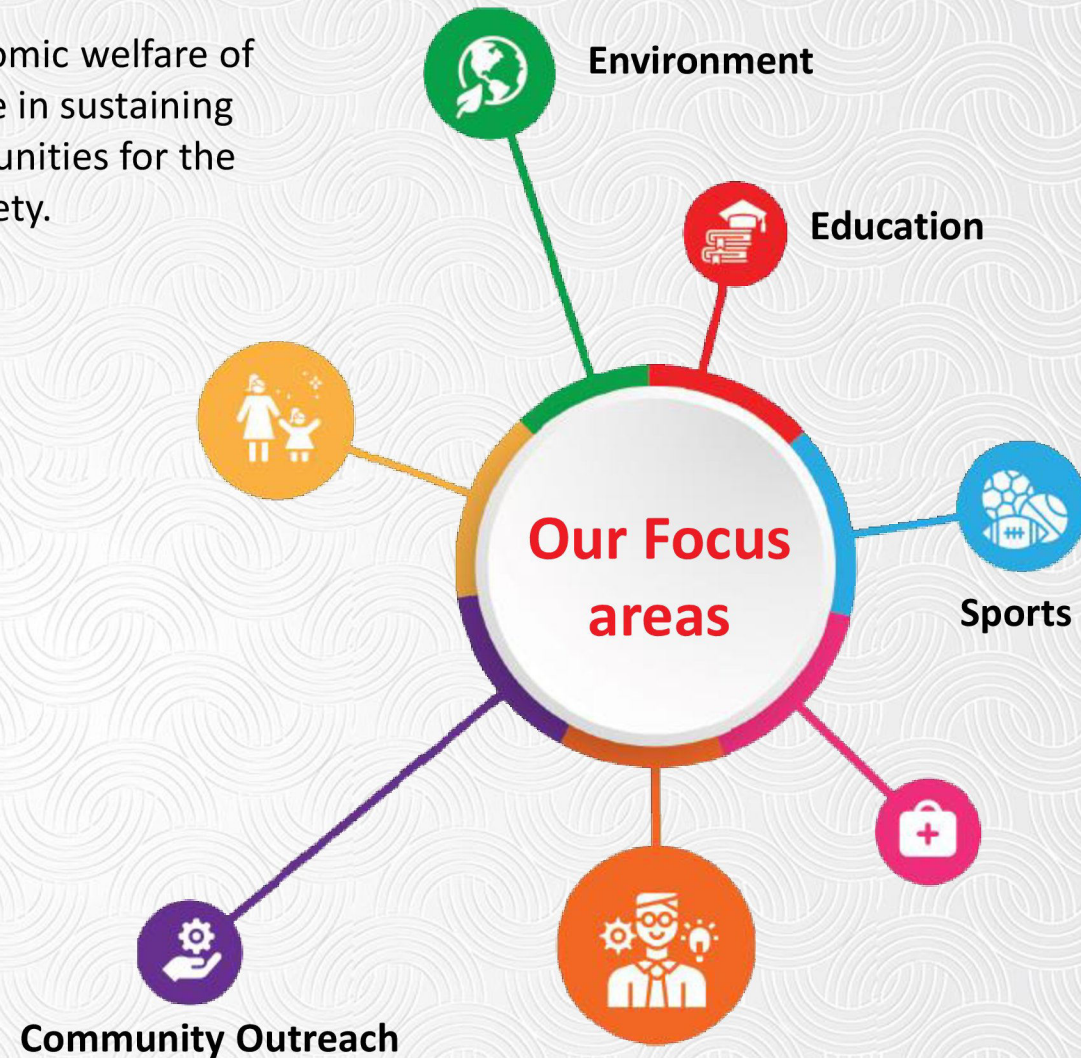 omic welfare of
e in sustaining
unities for the
ety.
Environment
Education
Our Focus
areas
Sports
Community Outreach